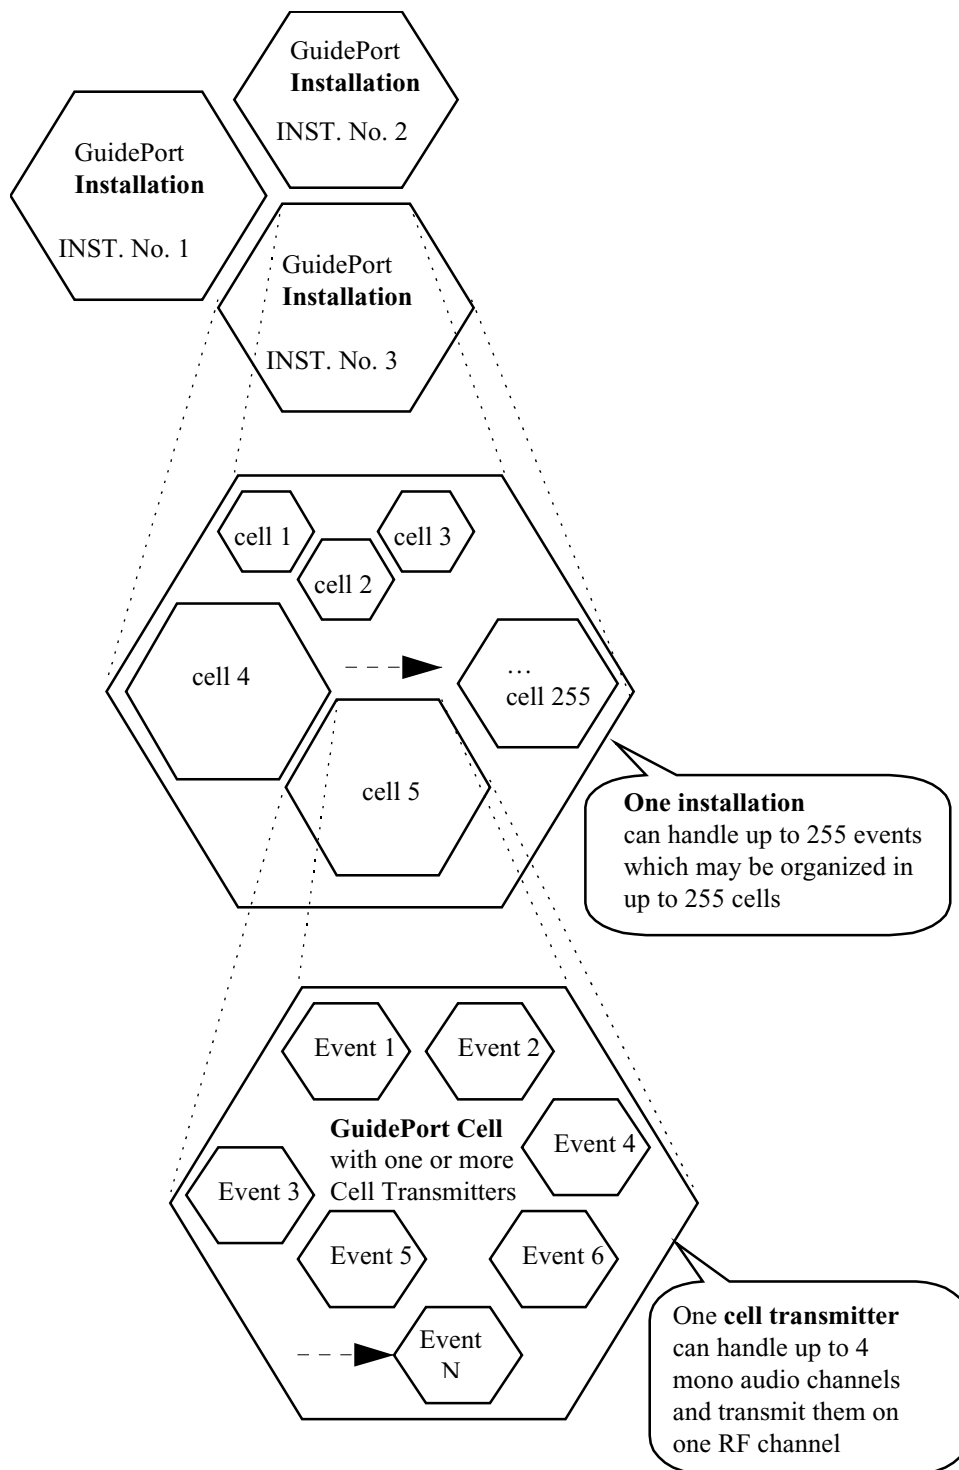 GuidePort
Installation
INST. No. 2
GuidePort
Installation
INST. No. 1
GuidePort
Installation
INST. No. 3
cell 1
cell 2
cell 3
cell 4
…
cell 255
cell 5
One installation
can handle up to 255 events
which may be organized in
up to 255 cells
Event 1
Event 2
GuidePort Cell
with one or more
Cell Transmitters
Event 4
Event 3
Event 5
Event 6
Event
N
One cell transmitter
can handle up to 4
mono audio channels
and transmit them on
one RF channel